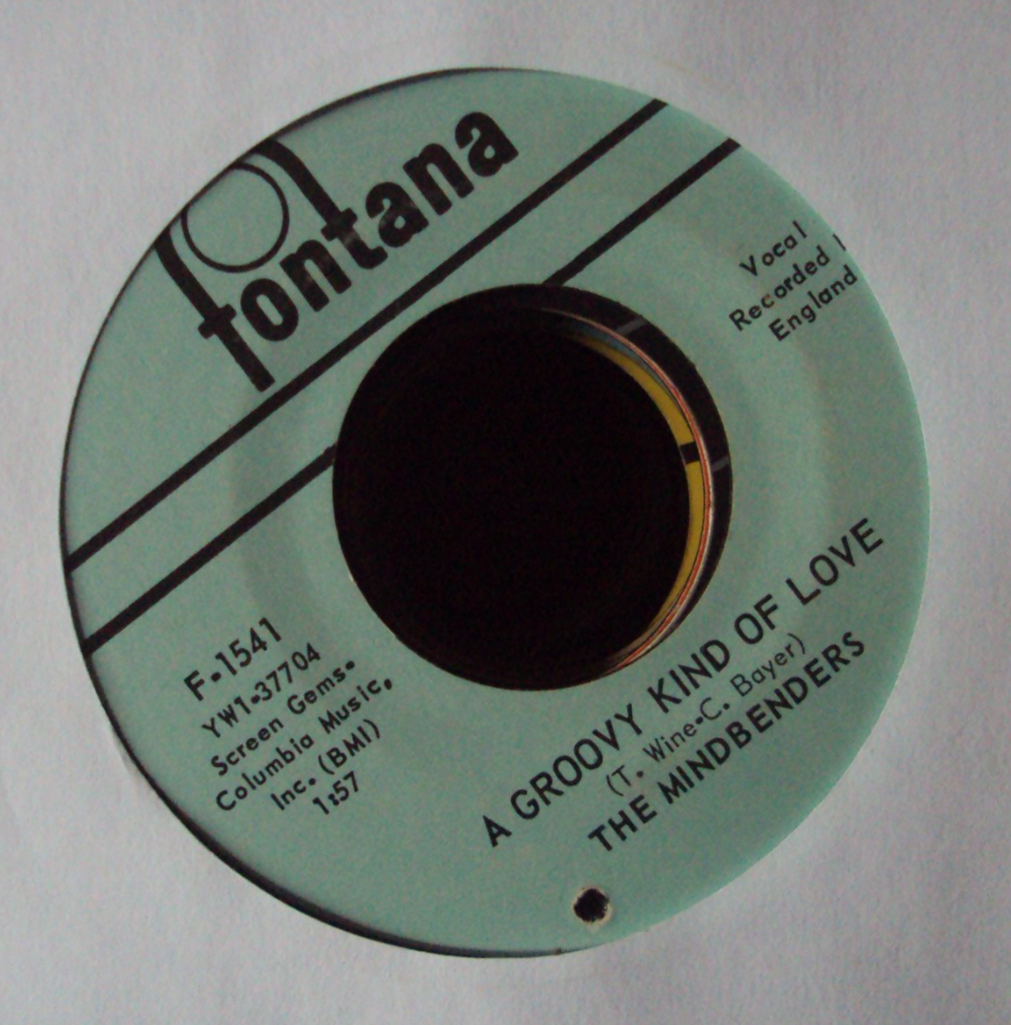 fontana
Vocal
Recorded
England
F-1541
YW1-37704
Screen Gems-
Columbia Music,
Inc. (BMI)
1:57
A GROOVY KIND OF LOVE
(T. Wine-C. Bayer)
THE MINDBENDERS